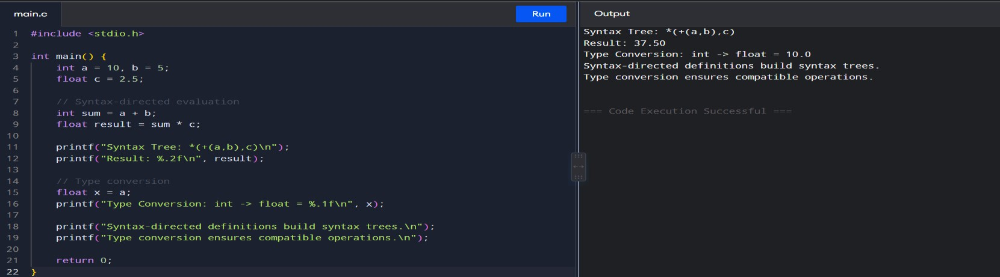 main.c
Run
Output
1 #include <stdio.h>
2
3 int main() {
4     int a = 10, b = 5;
5     float c = 2.5;
6
7     // Syntax-directed evaluation
8     int sum = a + b;
9     float result = sum * c;
10
11     printf("Syntax Tree: *(+(a,b),c)\n");
12     printf("Result: %.2f\n", result);
13
14     // Type conversion
15     float x = a;
16     printf("Type Conversion: int -> float = %.1f\n", x);
17
18     printf("Syntax-directed definitions build syntax trees.\n");
19     printf("Type conversion ensures compatible operations.\n");
20
21     return 0;
22 }
Syntax Tree: *(+(a,b),c)
Result: 37.50
Type Conversion: int -> float = 10.0
Syntax-directed definitions build syntax trees.
Type conversion ensures compatible operations.
=== Code Execution Successful ===